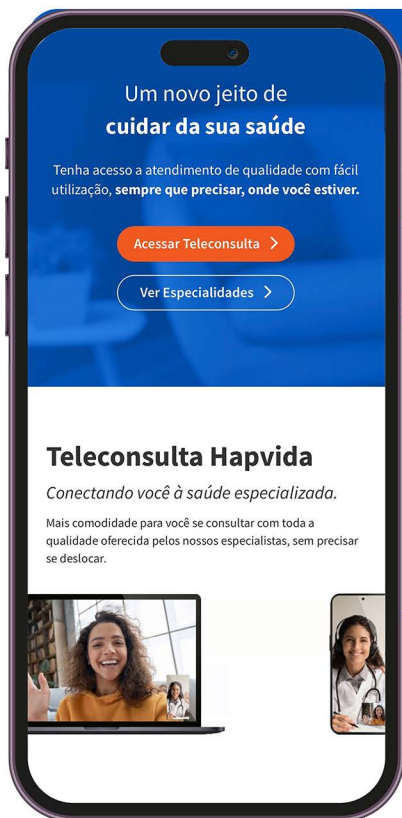 Um novo jeito de
cuidar da sua saúde
Tenha acesso a atendimento de qualidade com fácil
utilização, sempre que precisar, onde você estiver.
Acessar Teleconsulta
Ver Especialidades
Teleconsulta Hapvida
Conectando você à saúde especializada.
Mais comodidade para você se consultar com toda a
qualidade oferecida pelos nossos especialistas, sem precisar
se deslocar.